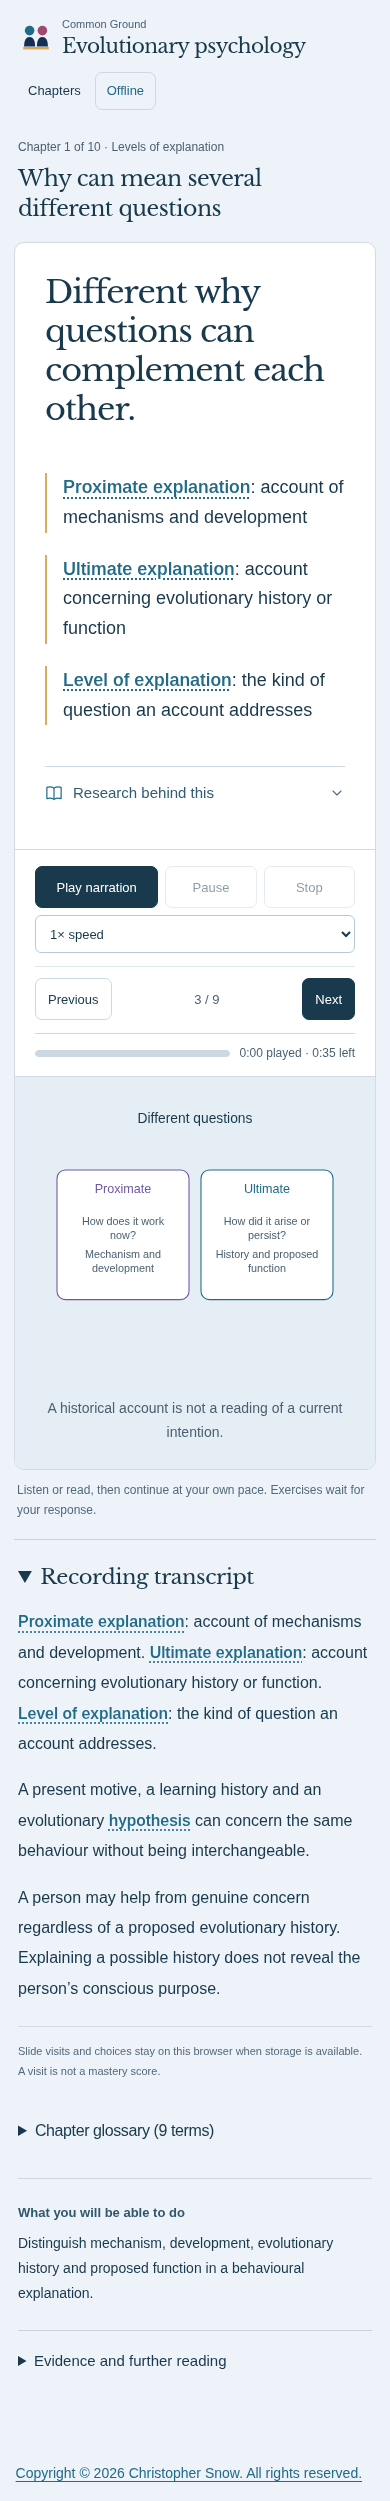 Common Ground
Evolutionary psychology
Chapters
Offline
Chapter 1 of 10 · Levels of explanation
Why can mean several
different questions
Different why
questions can
complement each
other.
Proximate explanation: account of
mechanisms and development
Ultimate explanation: account
concerning evolutionary history or
function
Level of explanation: the kind of
question an account addresses
Research behind this
Play narration
Pause
Stop
1× speed
Previous
3 / 9
Next
0:00 played · 0:35 left
Different questions
Proximate
How does it work
now?
Mechanism and
development
Ultimate
How did it arise or
persist?
History and proposed
function
A historical account is not a reading of a current
intention.
Listen or read, then continue at your own pace. Exercises wait for
your response.
Recording transcript
Proximate explanation: account of mechanisms
and development. Ultimate explanation: account
concerning evolutionary history or function.
Level of explanation: the kind of question an
account addresses.
A present motive, a learning history and an
evolutionary hypothesis can concern the same
behaviour without being interchangeable.
A person may help from genuine concern
regardless of a proposed evolutionary history.
Explaining a possible history does not reveal the
person’s conscious purpose.
Slide visits and choices stay on this browser when storage is available.
A visit is not a mastery score.
Chapter glossary (9 terms)
What you will be able to do
Distinguish mechanism, development, evolutionary
history and proposed function in a behavioural
explanation.
Evidence and further reading
Copyright © 2026 Christopher Snow. All rights reserved.